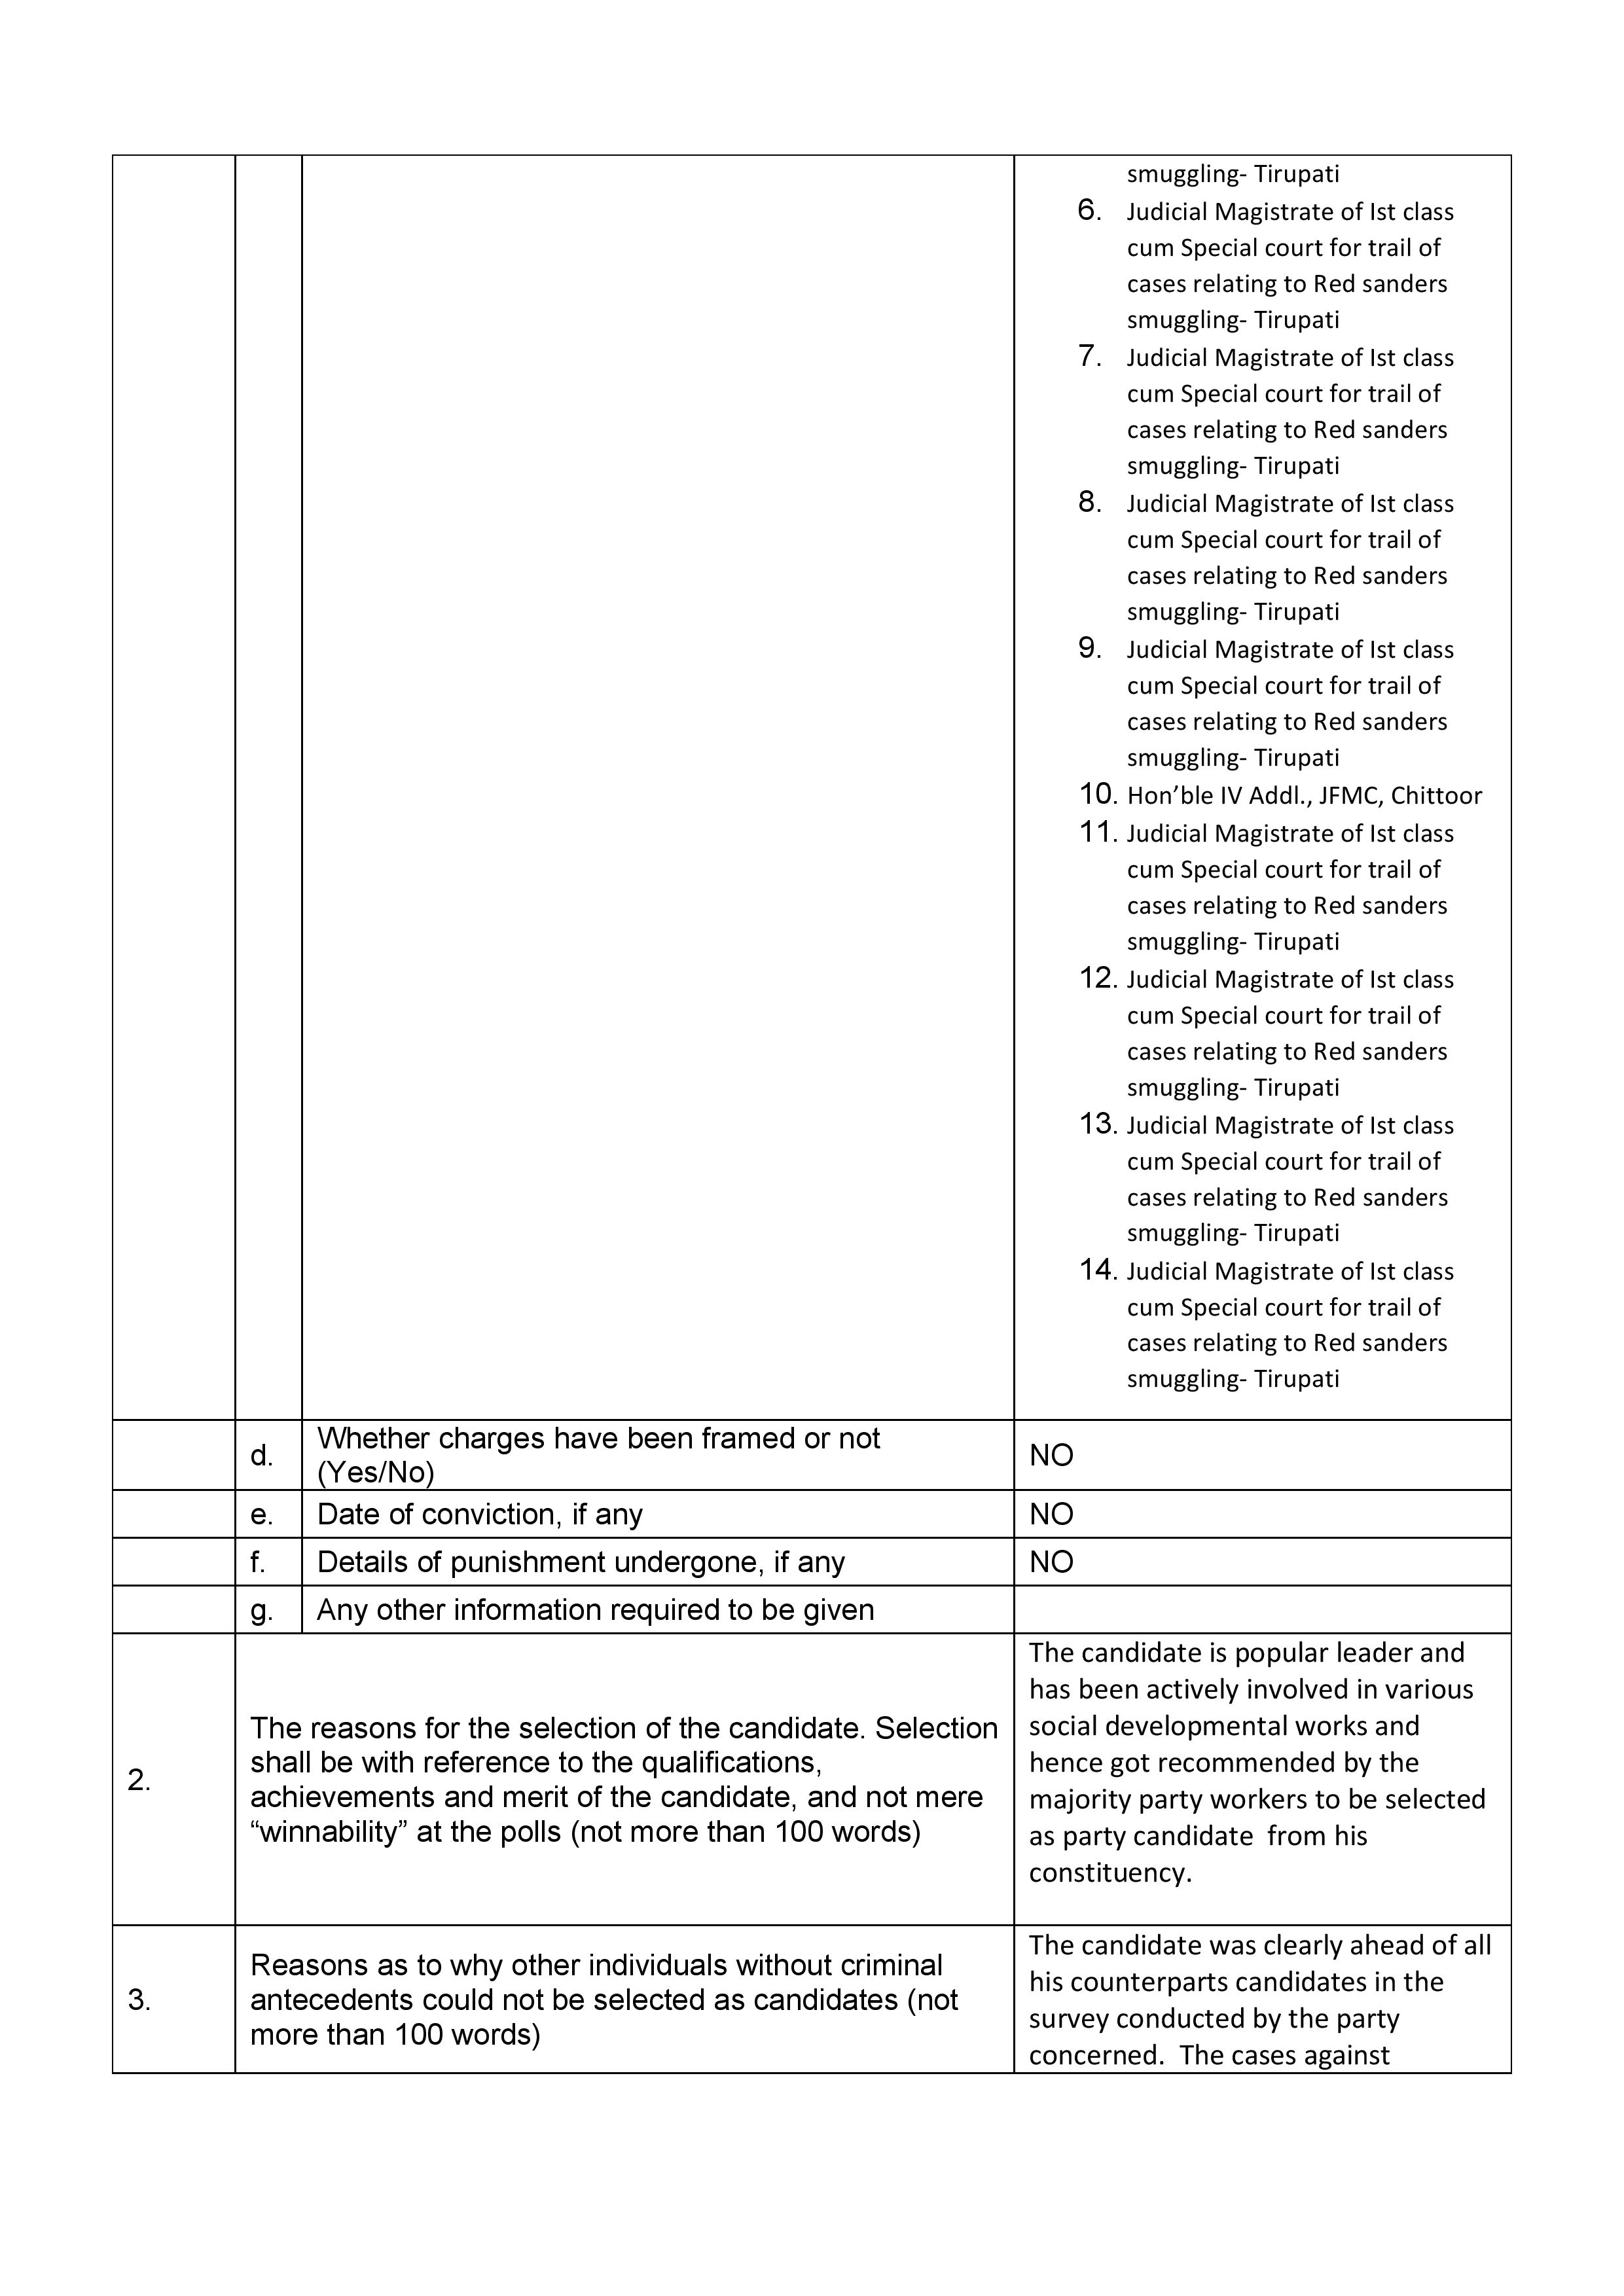 smuggling- Tirupati
6. Judicial Magistrate of Ist class
cum Special court for trail of
cases relating to Red sanders
smuggling- Tirupati
7. Judicial Magistrate of Ist class
cum Special court for trail of
cases relating to Red sanders
smuggling- Tirupati
8. Judicial Magistrate of Ist class
cum Special court for trail of
cases relating to Red sanders
smuggling- Tirupati
9. Judicial Magistrate of Ist class
cum Special court for trail of
cases relating to Red sanders
smuggling- Tirupati
10. Hon’ble IV Addl., JFMC, Chittoor
11. Judicial Magistrate of Ist class
cum Special court for trail of
cases relating to Red sanders
smuggling- Tirupati
12. Judicial Magistrate of Ist class
cum Special court for trail of
cases relating to Red sanders
smuggling- Tirupati
13. Judicial Magistrate of Ist class
cum Special court for trail of
cases relating to Red sanders
smuggling- Tirupati
14. Judicial Magistrate of Ist class
cum Special court for trail of
cases relating to Red sanders
smuggling- Tirupati
d. Whether charges have been framed or not
(Yes/No)
NO
e. Date of conviction, if any NO
f. Details of punishment undergone, if any NO
g. Any other information required to be given
2.
The reasons for the selection of the candidate. Selection
shall be with reference to the qualifications,
achievements and merit of the candidate, and not mere
“winnability” at the polls (not more than 100 words)
The candidate is popular leader and
has been actively involved in various
social developmental works and
hence got recommended by the
majority party workers to be selected
as party candidate  from his
constituency.
3.
Reasons as to why other individuals without criminal
antecedents could not be selected as candidates (not
more than 100 words)
The candidate was clearly ahead of all
his counterparts candidates in the
survey conducted by the party
concerned.  The cases against